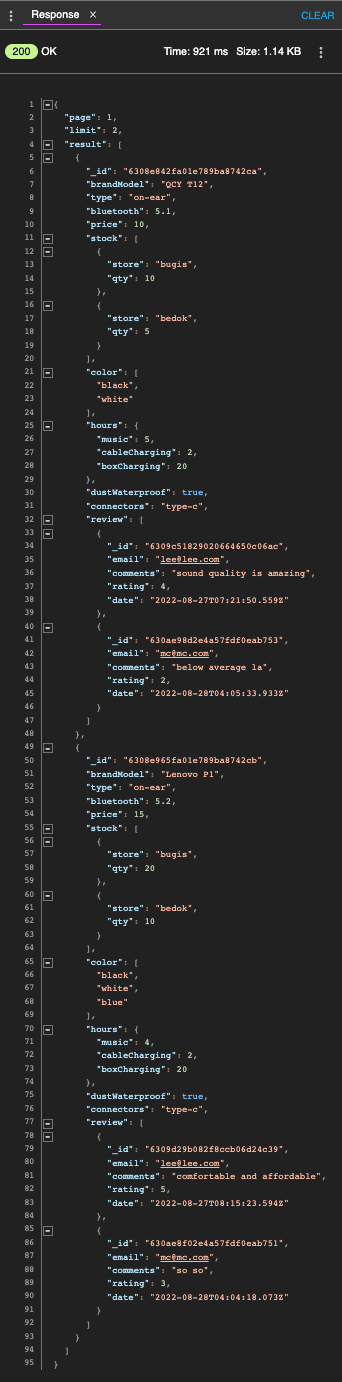 Response × CLEAR
200 OK Time: 921 ms Size: 1.14 KB
1 {
2 "page": 1,
3 "limit": 2,
4 "result": [
5 {
6 "_id": "6308e842fa01e789ba8742ca",
7 "brandModel": "QCY T12",
8 "type": "on-ear",
9 "bluetooth": 5.1,
10 "price": 10,
11 "stock": [
12 {
13 "store": "bugis",
14 "qty": 10
15 },
16 {
17 "store": "bedok",
18 "qty": 5
19 }
20 ],
21 "color": [
22 "black",
23 "white"
24 ],
25 "hours": {
26 "music": 5,
27 "cableCharging": 2,
28 "boxCharging": 20
29 },
30 "dustWaterproof": true,
31 "connectors": "type-c",
32 "review": [
33 {
34 "_id": "6309c51829020664650c06ac",
35 "email": "lee@lee.com",
36 "comments": "sound quality is amazing",
37 "rating": 4,
38 "date": "2022-08-27T07:21:50.559Z"
39 },
40 {
41 "_id": "630ae98d2e4a57fdf0eab753",
42 "email": "mc@mc.com",
43 "comments": "below average la",
44 "rating": 2,
45 "date": "2022-08-28T04:05:33.933Z"
46 }
47 ]
48 },
49 {
50 "_id": "6308e965fa01e789ba8742cb",
51 "brandModel": "Lenovo P1",
52 "type": "on-ear",
53 "bluetooth": 5.2,
54 "price": 15,
55 "stock": [
56 {
57 "store": "bugis",
58 "qty": 20
59 },
60 {
61 "store": "bedok",
62 "qty": 10
63 }
64 ],
65 "color": [
66 "black",
67 "white",
68 "blue"
69 ],
70 "hours": {
71 "music": 4,
72 "cableCharging": 2,
73 "boxCharging": 20
74 },
75 "dustWaterproof": true,
76 "connectors": "type-c",
77 "review": [
78 {
79 "_id": "6309d29b082f8ccb06d24c39",
80 "email": "lee@lee.com",
81 "comments": "comfortable and affordable",
82 "rating": 5,
83 "date": "2022-08-27T08:15:23.594Z"
84 },
85 {
86 "_id": "630ae8f02e4a57fdf0eab751",
87 "email": "mc@mc.com",
88 "comments": "so so",
89 "rating": 3,
90 "date": "2022-08-28T04:04:18.073Z"
91 }
92 ]
93 }
94 ]
95 }